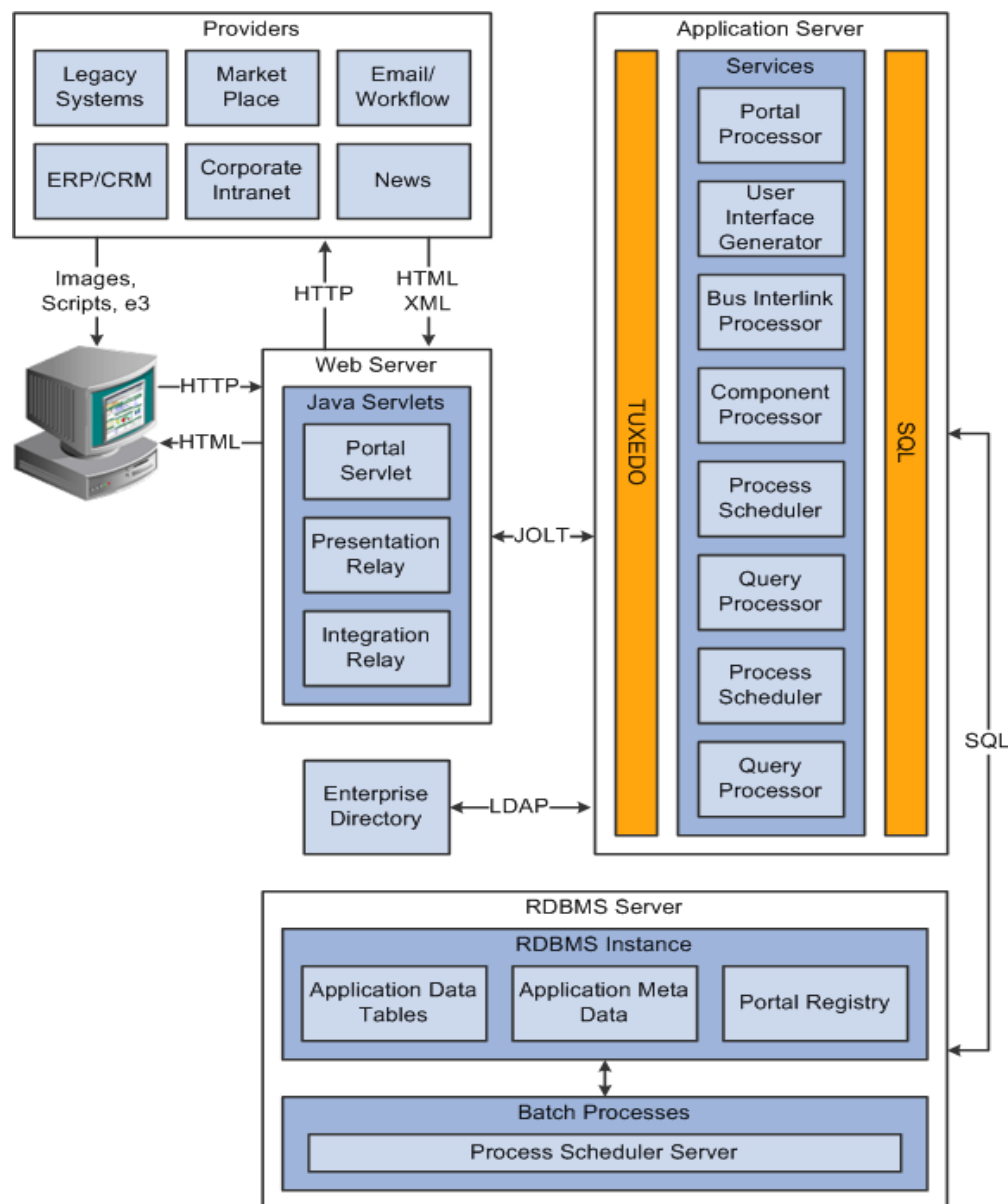 Providers
Legacy
Systems
Market
Place
Email/
Workflow
ERP/CRM
Corporate
Intranet
News
Images,
Scripts, e3
HTTP
HTML
XML
HTTP
HTML
Web Server
Java Servlets
Portal
Servlet
Presentation
Relay
Integration
Relay
JOLT
Enterprise
Directory
LDAP
Application Server
TUXEDO
Services
Portal
Processor
User
Interface
Generator
Bus Interlink
Processor
Component
Processor
Process
Scheduler
Query
Processor
Process
Scheduler
Query
Processor
SQL
SQL
RDBMS Server
RDBMS Instance
Application Data
Tables
Application Meta
Data
Portal Registry
Batch Processes
Process Scheduler Server